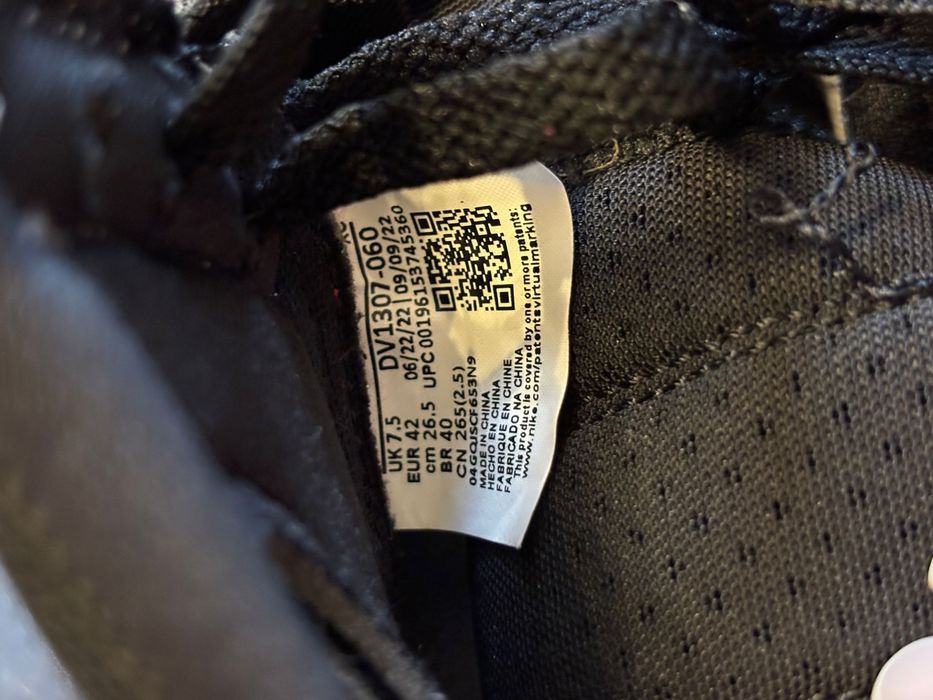 DV1307-060
UK 7.5
06/22/22|09/09/22
EUR 42
UPC 00196153745360
cm 26.5
BR 40
CN 265(2.5)
MADE IN CHINA
HECHO EN CHINA
FABRIQUE EN CHINE
FABRICADO NA CHINA
This product is covered by one or more patents:
www.nike.com/patentsvirtualmarking